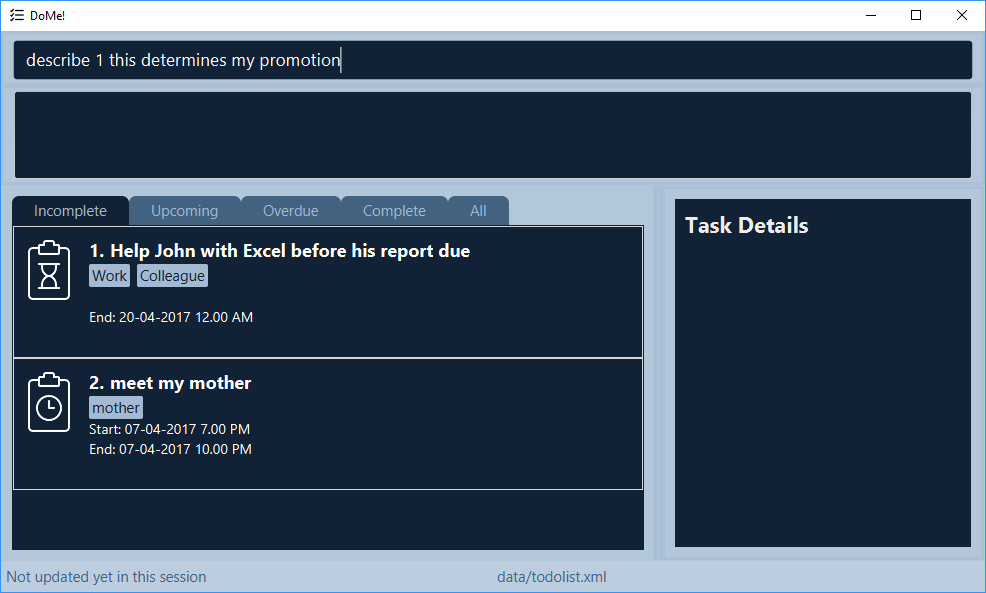 DoMe!
describe 1 this determines my promotion
Incomplete Upcoming Overdue Complete All
1. Help John with Excel before his report due
Work Colleague
End: 20-04-2017 12.00 AM
2. meet my mother
mother
Start: 07-04-2017 7.00 PM
End: 07-04-2017 10.00 PM
Task Details
Not updated yet in this session data/todolist.xml